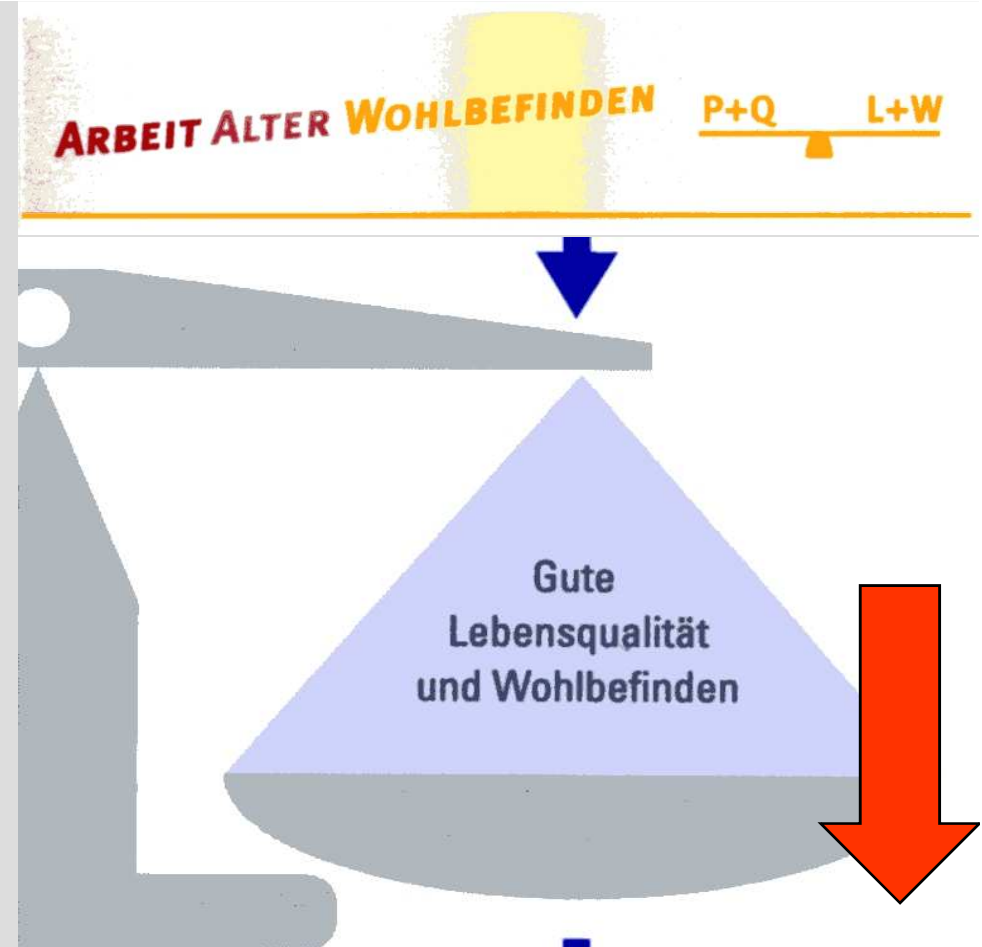 ARBEIT ALTER WOHLBEFINDEN
P+Q L+W
Gute
Lebensqualität
und Wohlbefinden